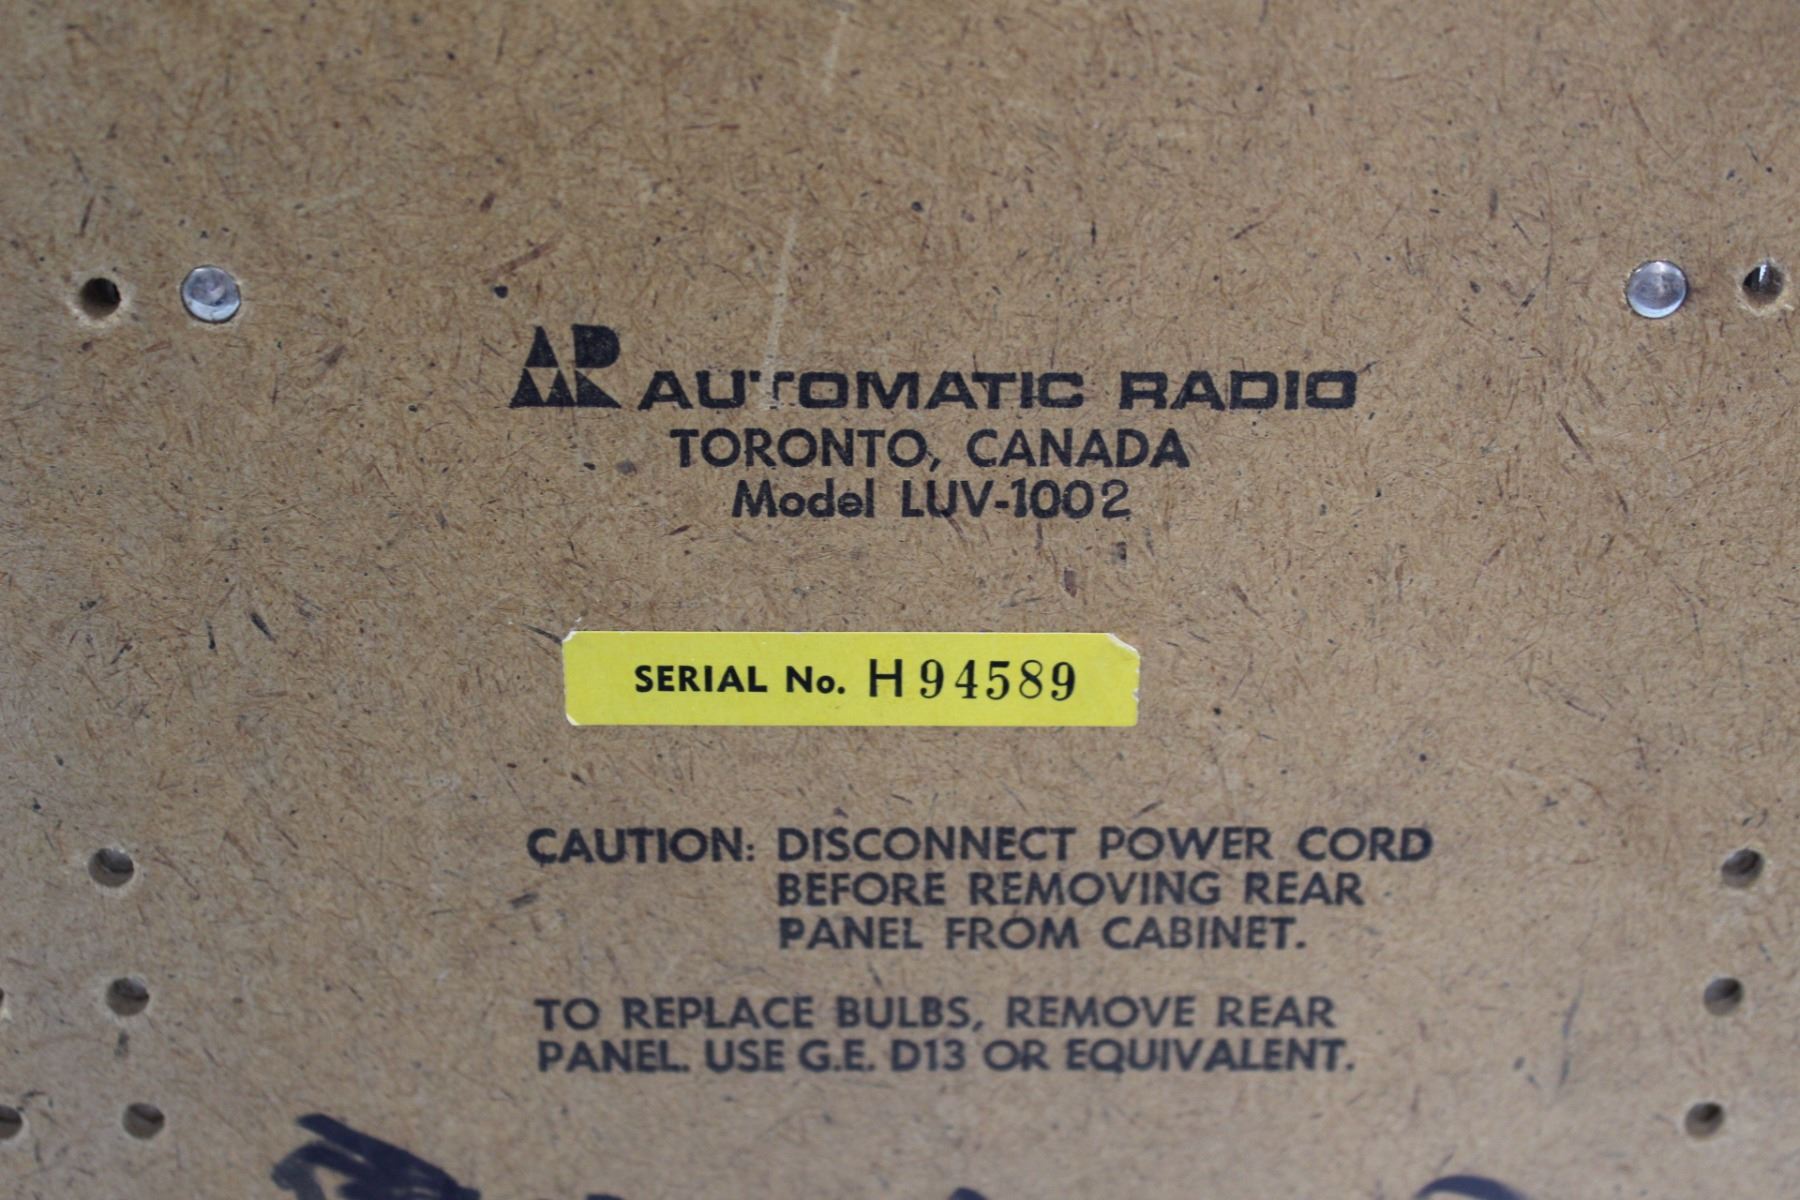 AR AUTOMATIC RADIO
TORONTO, CANADA
Model LUV-1002
SERIAL No. H94589
CAUTION: DISCONNECT POWER CORD
BEFORE REMOVING REAR
PANEL FROM CABINET.
TO REPLACE BULBS, REMOVE REAR
PANEL. USE G.E. D13 OR EQUIVALENT.